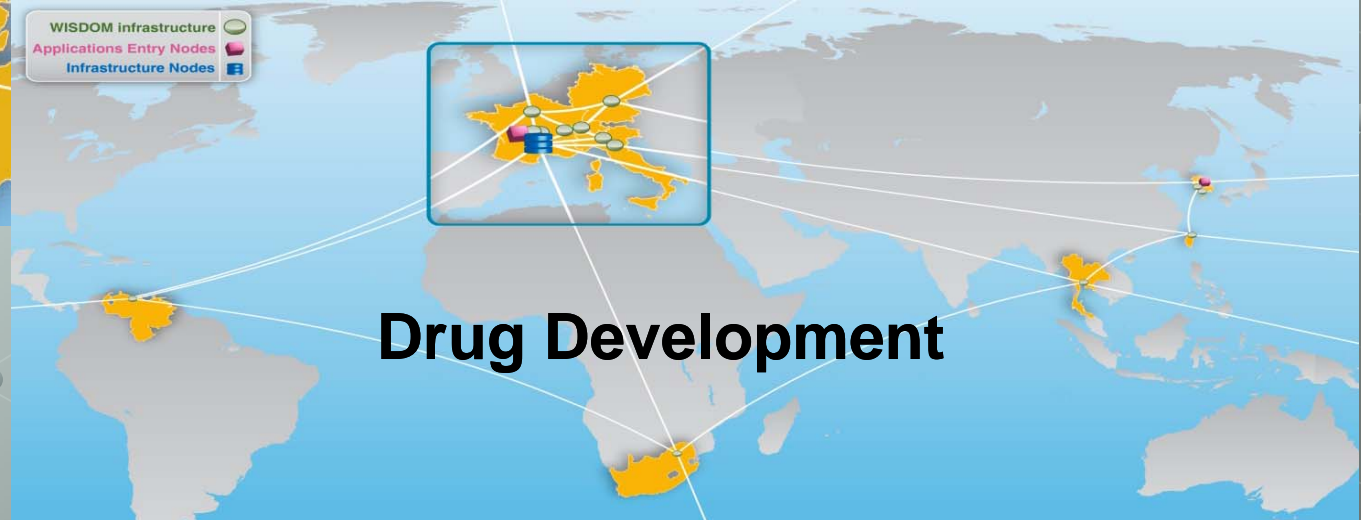 WISDOM infrastructure
Applications Entry Nodes
Infrastructure Nodes
Drug Development